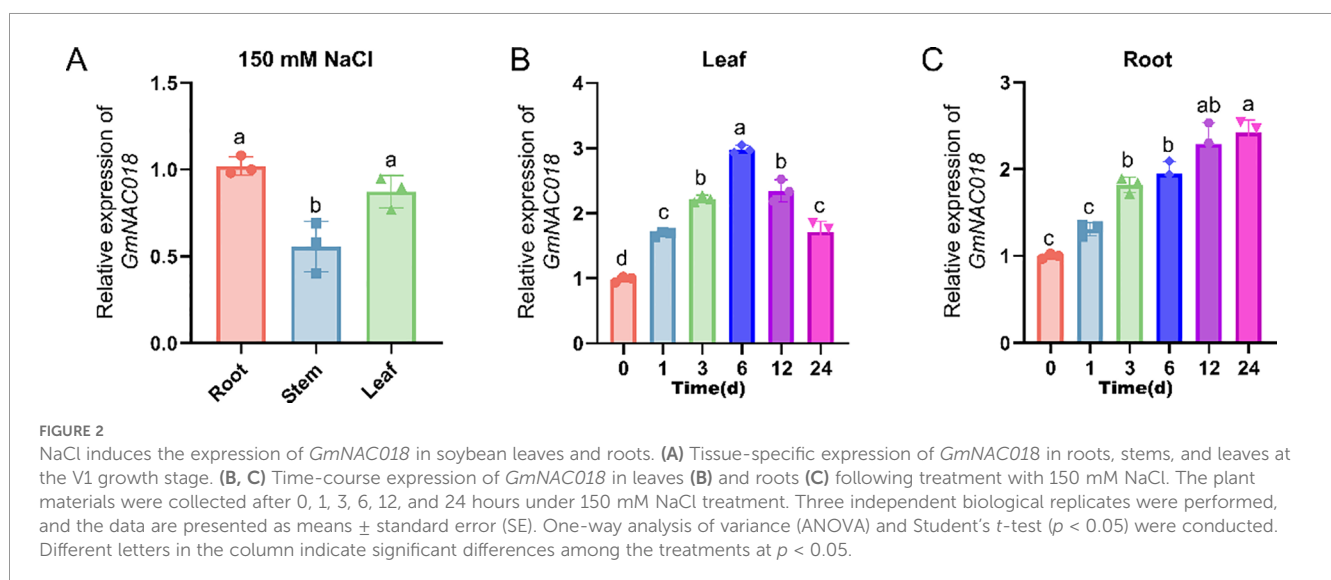 A
150 mM NaCl
Relative expression of
GmNAC018
1.5
1.0
0.5
0.0
a
b
a
Root
Stem
Leaf
B
Leaf
Relative expression of
GmNAC018
4
3
2
1
0
d
c
b
a
b
c
0 1 3 6 12 24
Time(d)
C
Root
Relative expression of
GmNAC018
3
2
1
0
c
c
b
b
ab
a
0 1 3 6 12 24
Time(d)
FIGURE 2
NaCl induces the expression of GmNAC018 in soybean leaves and roots. (A) Tissue-specific expression of GmNAC018 in roots, stems, and leaves at
the V1 growth stage. (B, C) Time-course expression of GmNAC018 in leaves (B) and roots (C) following treatment with 150 mM NaCl. The plant
materials were collected after 0, 1, 3, 6, 12, and 24 hours under 150 mM NaCl treatment. Three independent biological replicates were performed,
and the data are presented as means ± standard error (SE). One-way analysis of variance (ANOVA) and Student’s t-test (p < 0.05) were conducted.
Different letters in the column indicate significant differences among the treatments at p < 0.05.